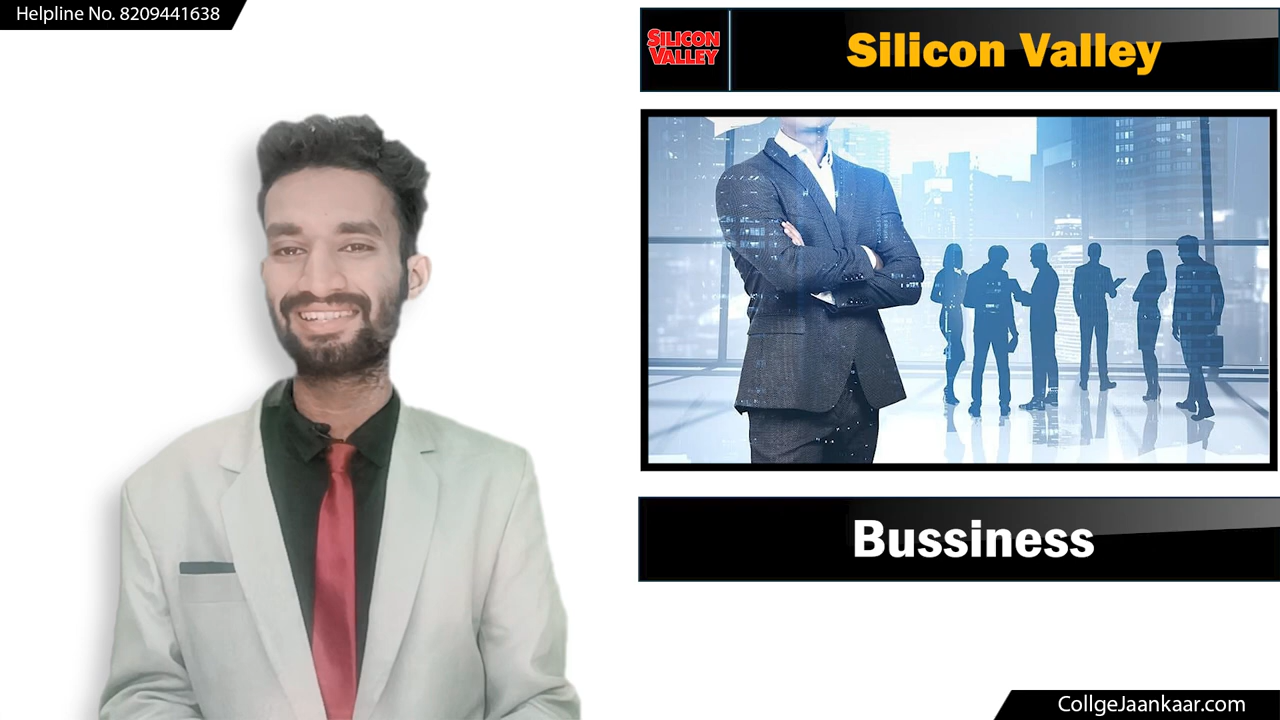 Helpline No. 8209441638
SILICON
VALLEY
Silicon Valley
Bussiness
CollgeJaankaar.com